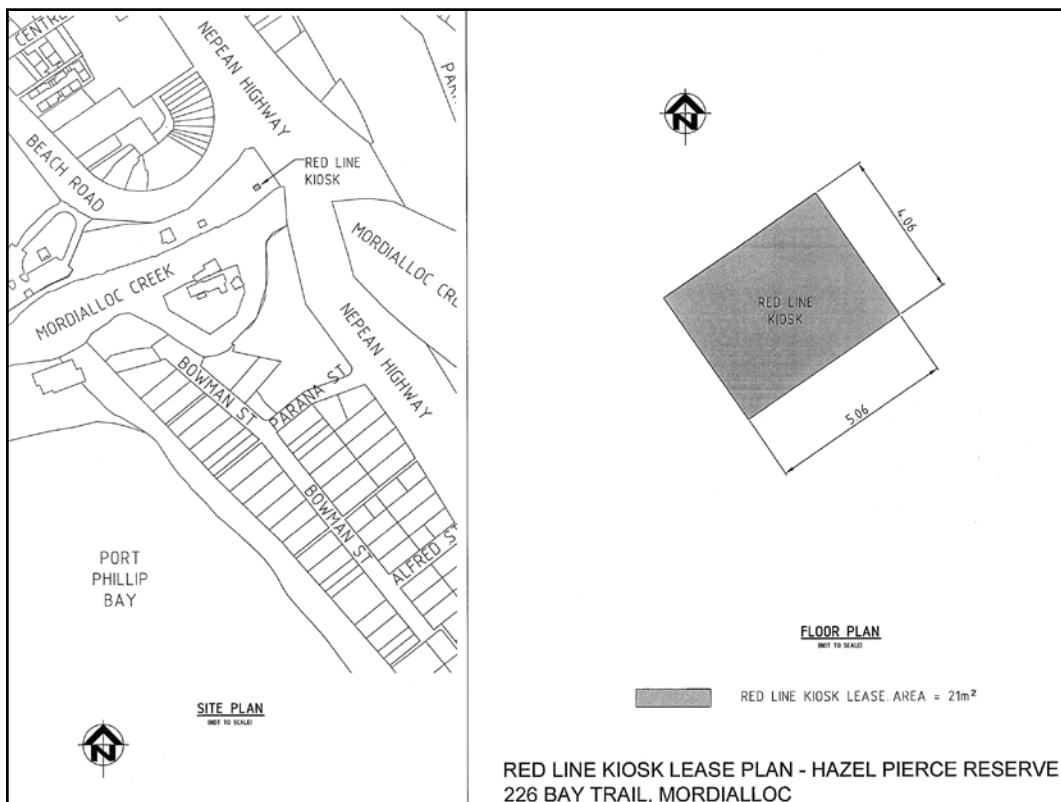 CENTRE
NEPEAN HIGHWAY
PAR
BEACH ROAD
RED LINE
KIOSK
MORDIALLOC CREEK
MORDIALLOC CR
NEPEAN HIGHWAY
BOWMAN ST
PARANA ST
BOWMAN ST
ALFRED ST
PORT
PHILLIP
BAY
SITE PLAN
(NOT TO SCALE)
N
N
4.06
RED LINE
KIOSK
5.06
FLOOR PLAN
(NOT TO SCALE)
RED LINE KIOSK LEASE. AREA = 21m²
RED LINE KIOSK LEASE PLAN - HAZEL PIERCE RESERVE
226 BAY TRAIL, MORDIALLOC